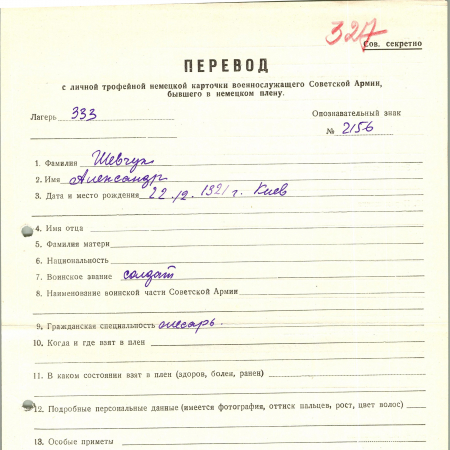 327
Сов. секретно
ПЕРЕВОД
с личной трофейной немецкой карточки военнослужащего Советской Армии,
бывшего в немецком плену.
Лагерь 333
Опознавательный знак
№ 2156
1. Фамилия Шевчук
2. Имя Александр
3. Дата и место рождения 22.12.1921 г. Киев
4. Имя отца
5. Фамилия матери
6. Национальность
7. Воинское звание солдат
8. Наименование воинской части Советской Армии
9. Гражданская специальность слесарь.
10. Когда и где взят в плен
11. В каком состоянии взят в плен (здоров, болен, ранен)
12. Подробные персональные данные (имеется фотография, оттиск пальцев, рост, цвет волос)
13. Особые приметы